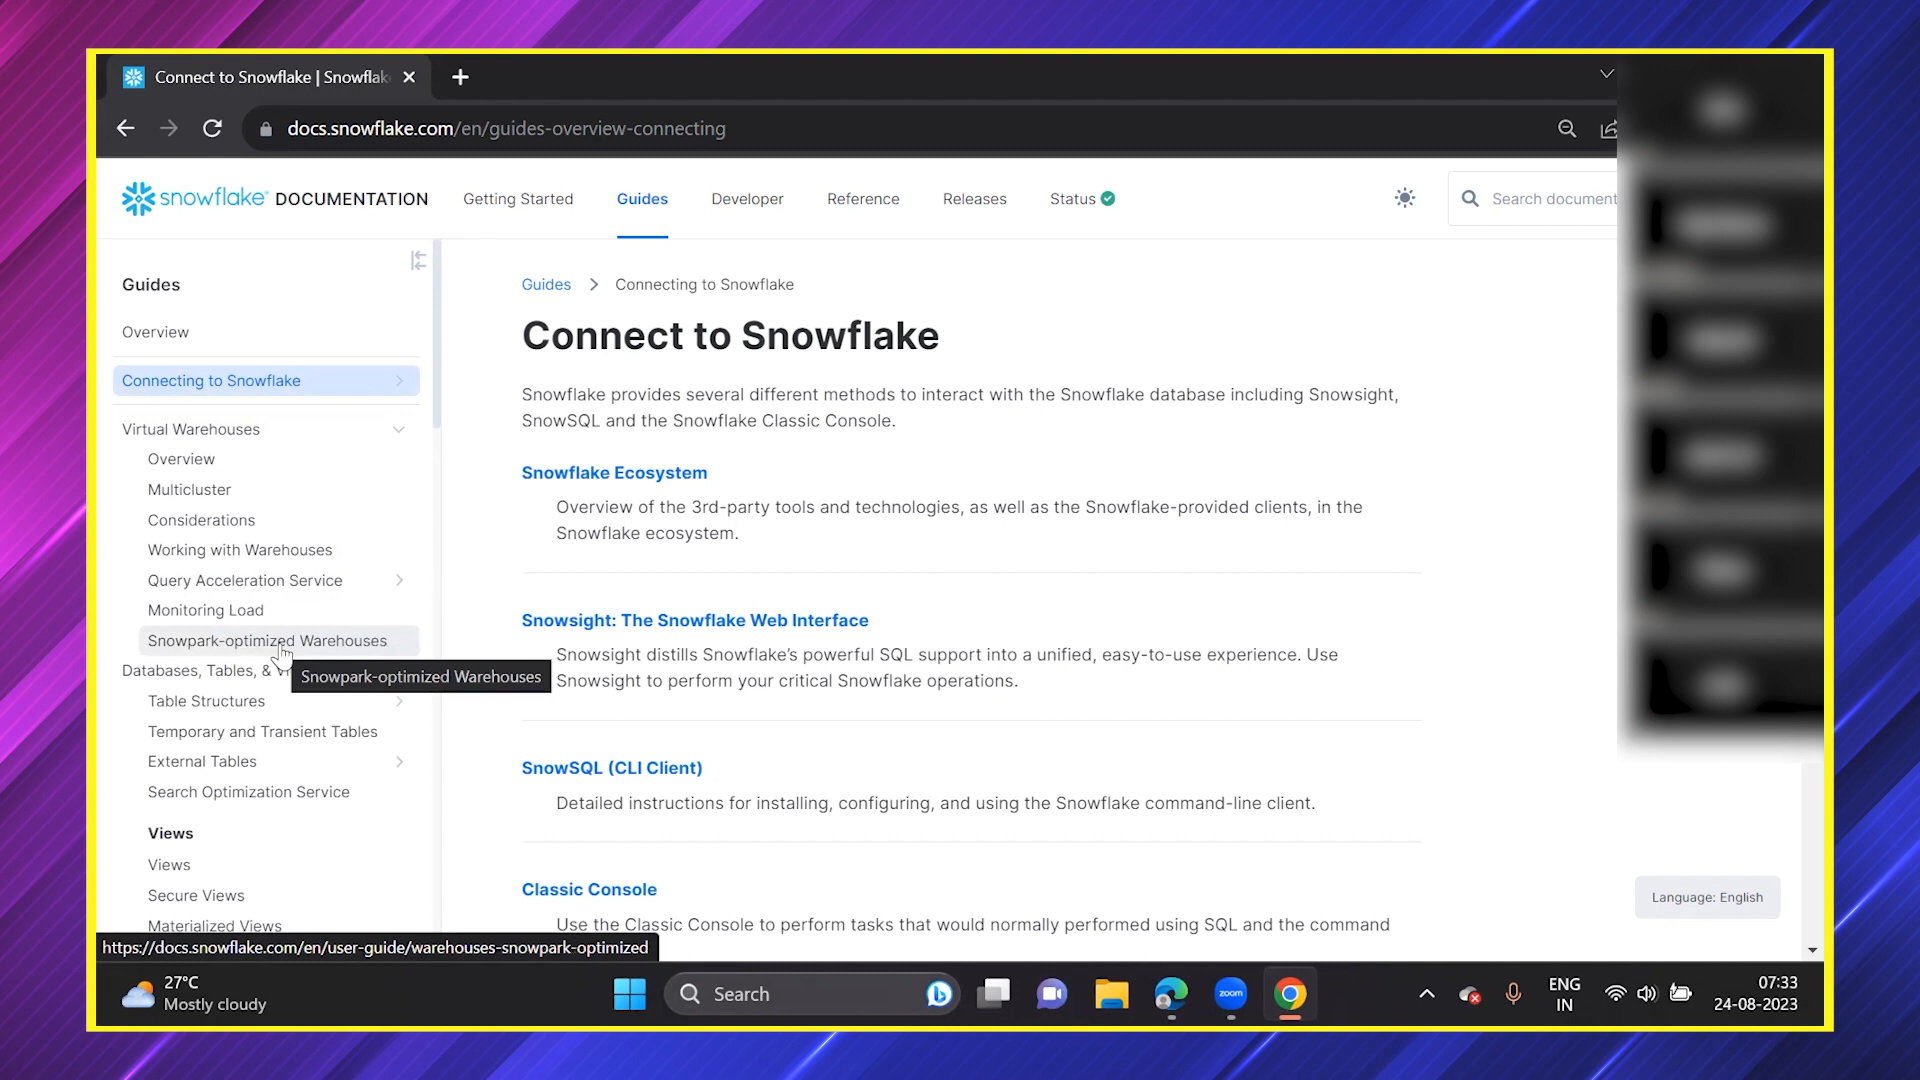 Connect to Snowflake | Snowflak
docs.snowflake.com/en/guides-overview-connecting
snowflake DOCUMENTATION Getting Started Guides Developer Reference Releases Status Search document
Guides
Overview
Connecting to Snowflake
Virtual Warehouses
Overview
Multicluster
Considerations
Working with Warehouses
Query Acceleration Service
Monitoring Load
Snowpark-optimized Warehouses
Databases, Tables, &
Snowpark-optimized Warehouses
Table Structures
Temporary and Transient Tables
External Tables
Search Optimization Service
Views
Views
Secure Views
Materialized Views
Guides > Connecting to Snowflake
Connect to Snowflake
Snowflake provides several different methods to interact with the Snowflake database including Snowsight,
SnowSQL and the Snowflake Classic Console.
Snowflake Ecosystem
Overview of the 3rd-party tools and technologies, as well as the Snowflake-provided clients, in the
Snowflake ecosystem.
Snowsight: The Snowflake Web Interface
Snowsight distills Snowflake's powerful SQL support into a unified, easy-to-use experience. Use
Snowsight to perform your critical Snowflake operations.
SnowSQL (CLI Client)
Detailed instructions for installing, configuring, and using the Snowflake command-line client.
Classic Console
Use the Classic Console to perform tasks that would normally performed using SQL and the command
Language: English
https://docs.snowflake.com/en/user-guide/warehouses-snowpark-optimized
27°C
Mostly cloudy
Search
zoom
ENG
IN
07:33
24-08-2023